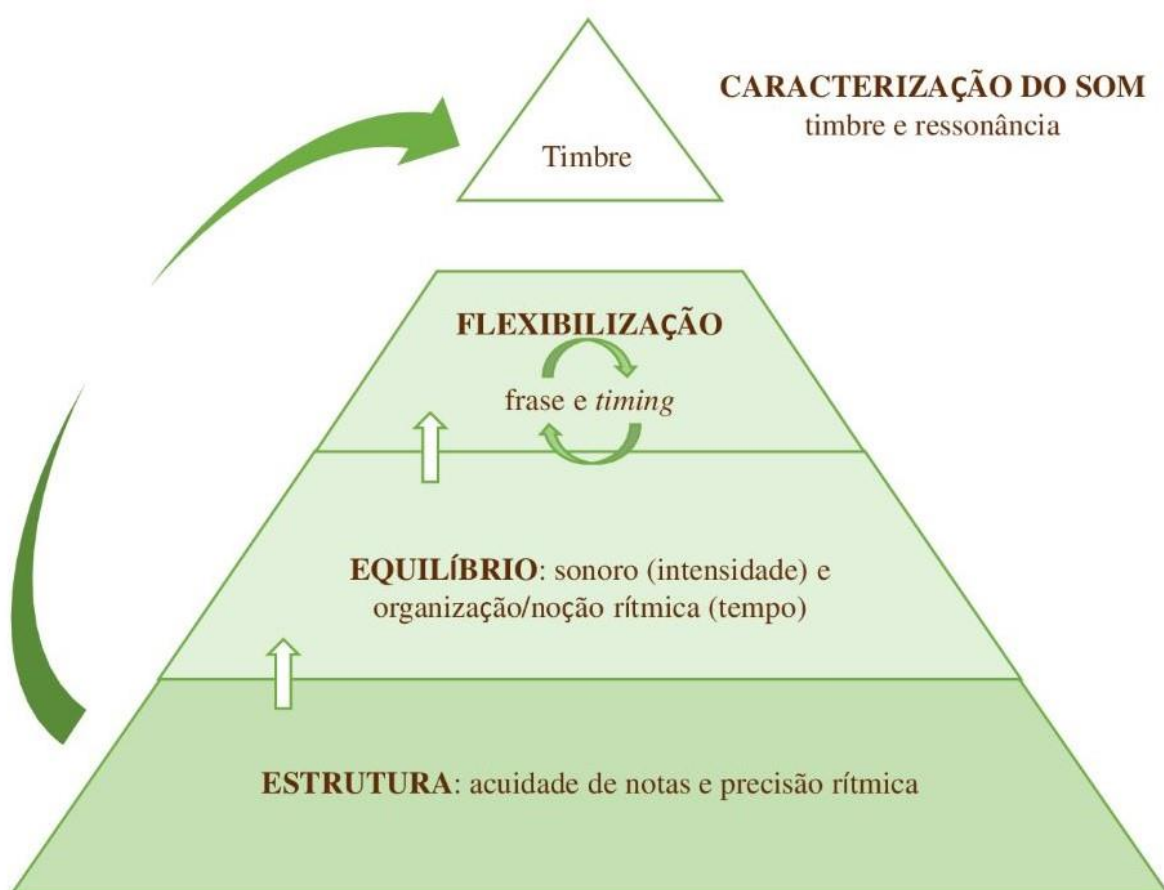 CARACTERIZAÇÃO DO SOM
timbre e ressonância
Timbre
FLEXIBILIZAÇÃO
frase e timing
EQUILÍBRIO: sonoro (intensidade) e
organização/noção rítmica (tempo)
ESTRUTURA: acuidade de notas e precisão rítmica